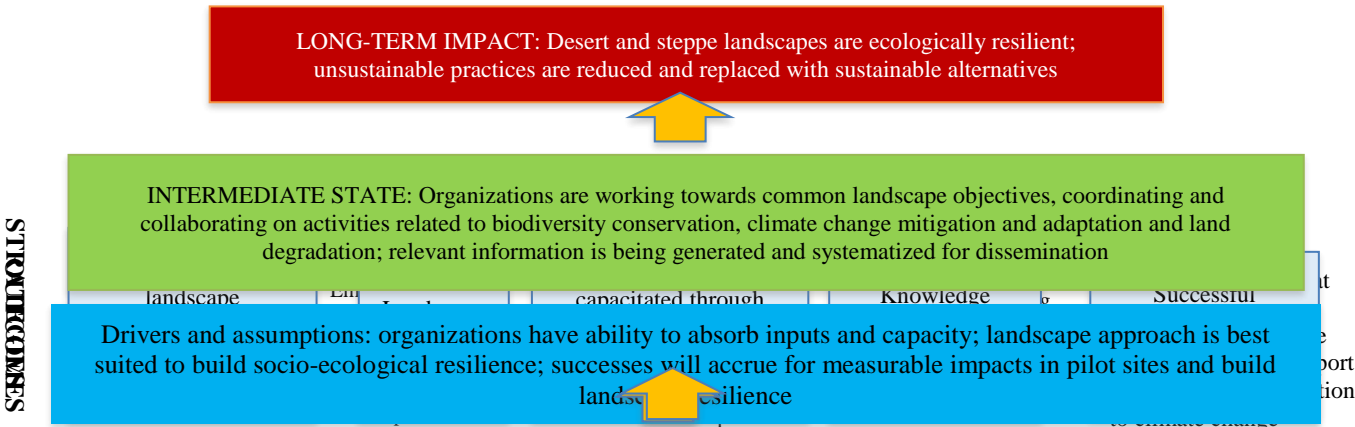 LONG-TERM IMPACT: Desert and steppe landscapes are ecologically resilient;
unsustainable practices are reduced and replaced with sustainable alternatives
INTERMEDIATE STATE: Organizations are working towards common landscape objectives, coordinating and
collaborating on activities related to biodiversity conservation, climate change mitigation and adaptation and land
degradation; relevant information is being generated and systematized for dissemination
landscape
capacitated through
Knowledge
Successful
Drivers and assumptions: organizations have ability to absorb inputs and capacity; landscape approach is best
suited to build socio-ecological resilience; successes will accrue for measurable impacts in pilot sites and build
to climate change